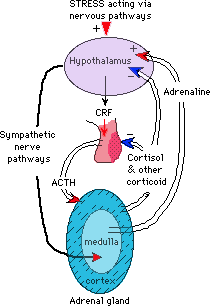 STRESS acting via
nervous pathways
+
+
Hypothalamus
–
Adrenaline
CRF
+
Sympathetic
nerve
pathways
–
Cortisol
& other
corticoid
ACTH
+
medulla
cortex
Adrenal gland